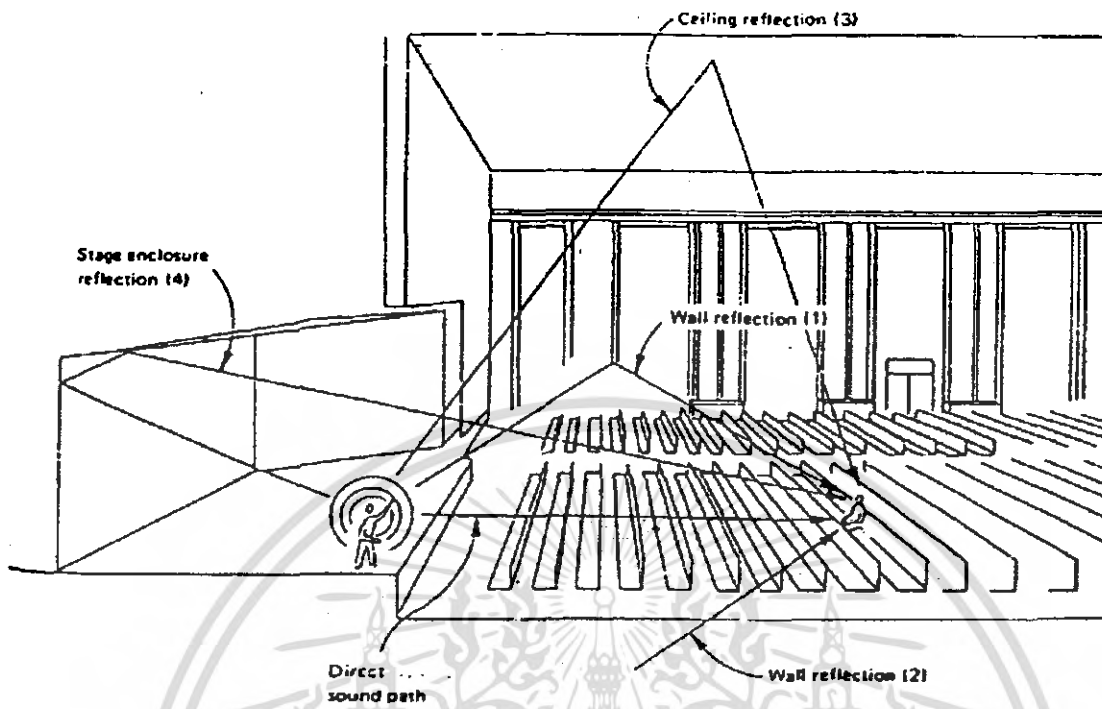 Ceiling reflection (3)
Stage enclosure
reflection (4)
Wall reflection (1)
Direct
sound path
Wall reflection (2)